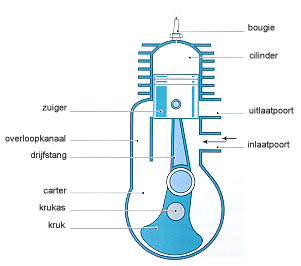 bougie
cilinder
zuiger
uitlaatpoort
overloopkanaal
inlaatpoort
drijfstang
carter
krukas
kruk